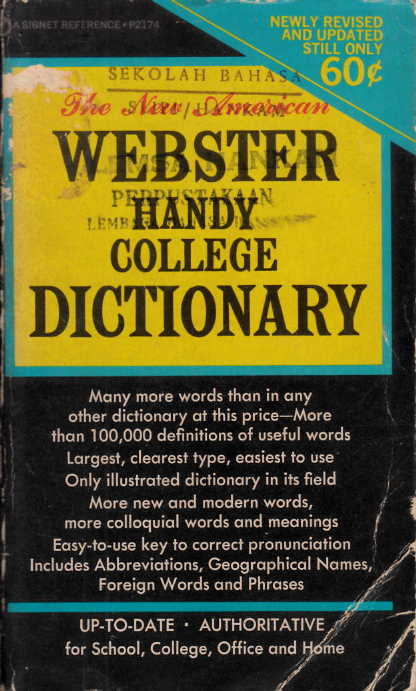 A SIGNET REFERENCE • P2174
NEWLY REVISED
AND UPDATED
STILL ONLY
60¢
SEKOLAH BAHASA
The New American
HANKAM
WEBSTER
PERPUSTAKAAN
HANDY
COLLEGE
DICTIONARY
Many more words than in any
other dictionary at this price—More
than 100,000 definitions of useful words
Largest, clearest type, easiest to use
Only illustrated dictionary in its field
More new and modern words,
more colloquial words and meanings
Easy-to-use key to correct pronunciation
Includes Abbreviations, Geographical Names,
Foreign Words and Phrases
UP-TO-DATE • AUTHORITATIVE
for School, College, Office and Home